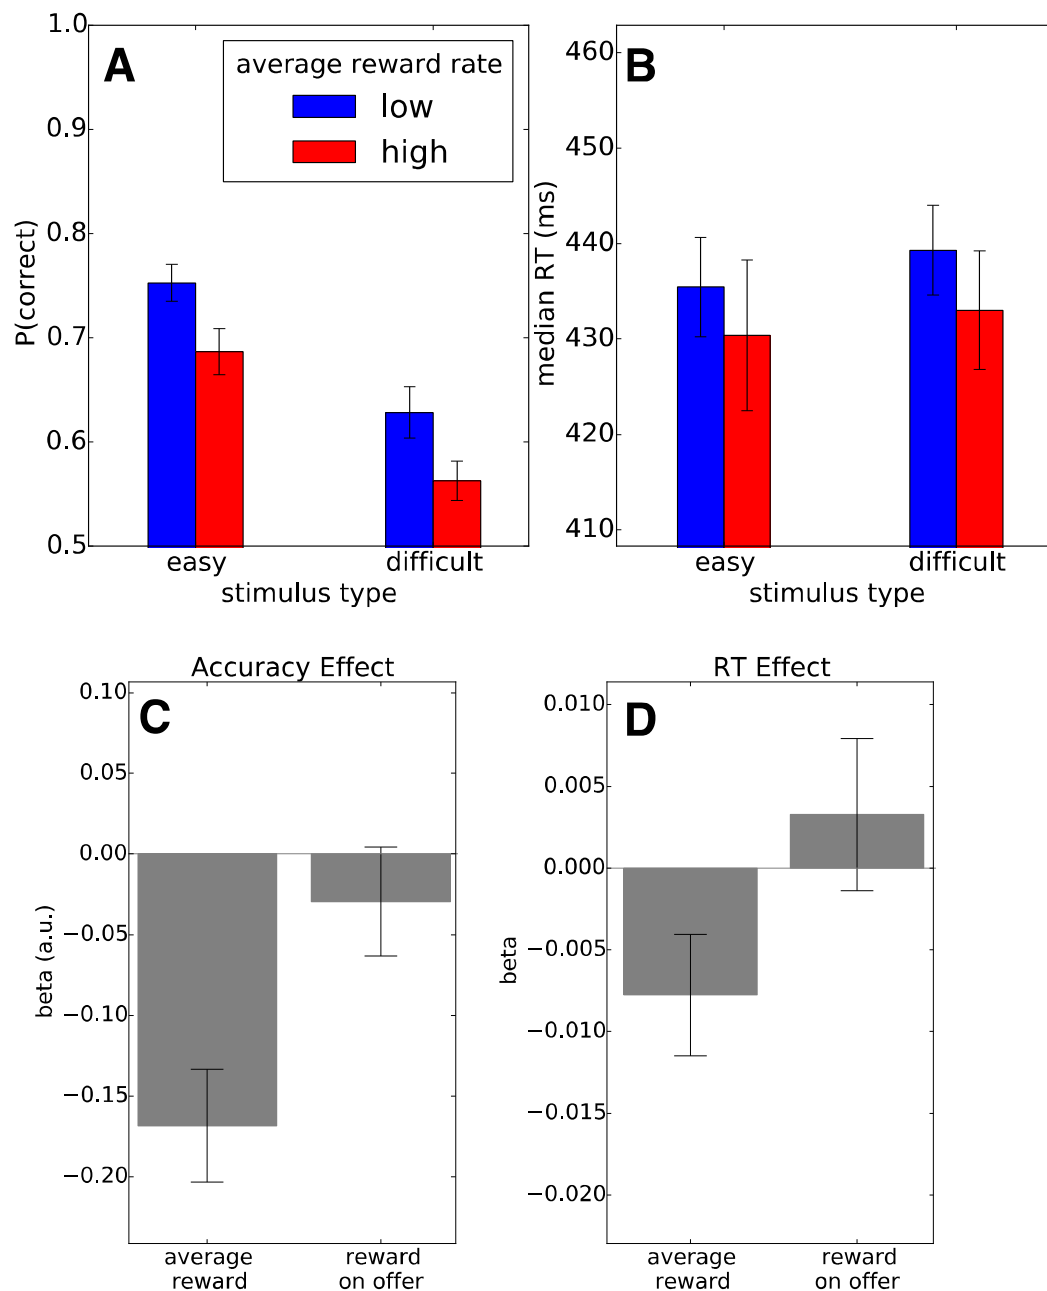 A
average reward rate
low
high
1.0
0.9
0.8
0.7
0.6
0.5
P(correct)
easy
difficult
stimulus type
B
460
450
440
430
420
410
median RT (ms)
easy
difficult
stimulus type
Accuracy Effect
C
0.10
0.05
0.00
−0.05
−0.10
−0.15
−0.20
beta (a.u.)
average
reward
reward
on offer
RT Effect
D
0.010
0.005
0.000
−0.005
−0.010
−0.015
−0.020
beta
average
reward
reward
on offer